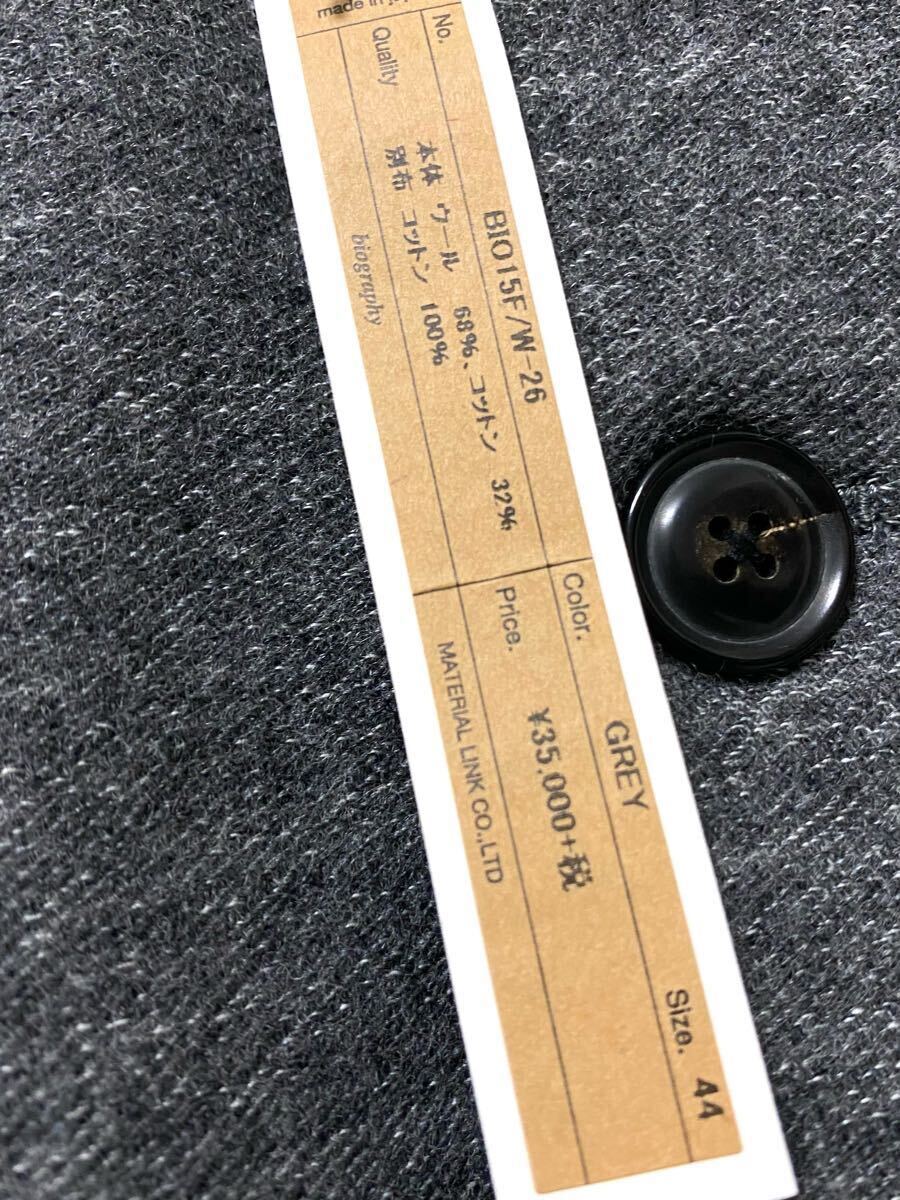 made in
No. BIO15F/W-26
Quality 本体 ウール 68%、コットン 32%
別布 コットン 100%
biography
Color. GREY Size. 44
Price. ¥35.000+税
MATERIAL LINK CO.,LTD